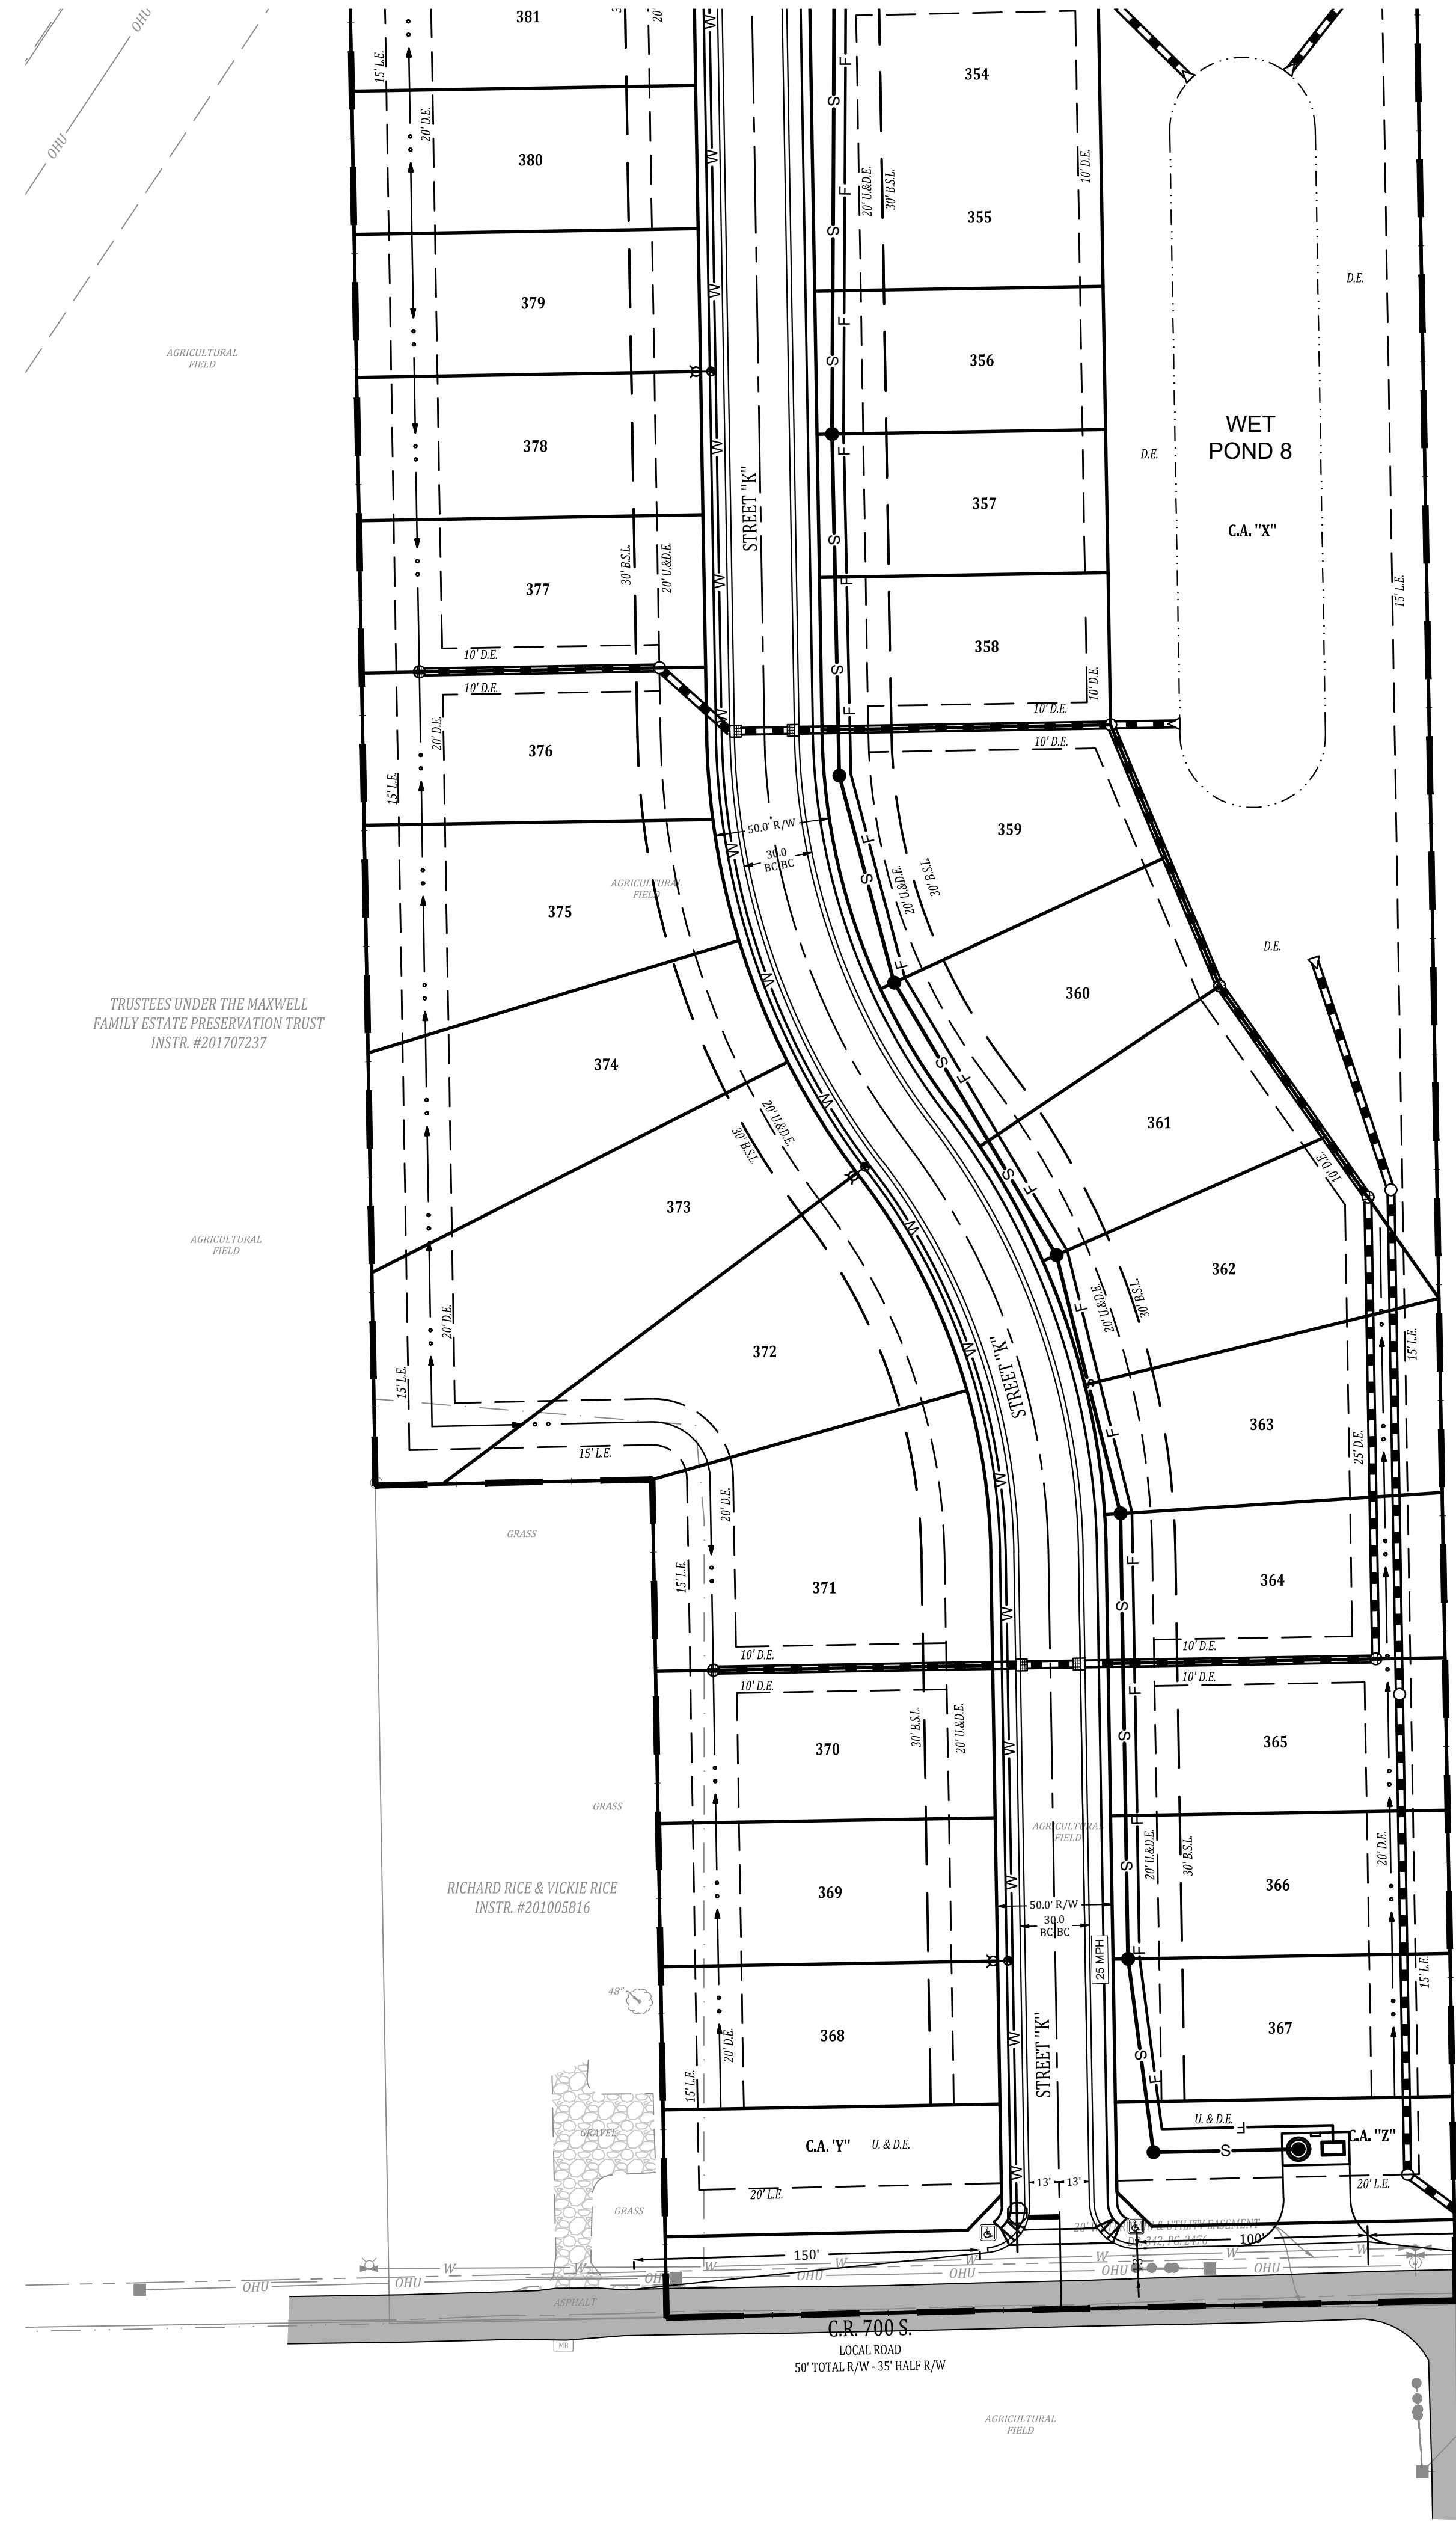 381
OHU
15' L.E.
20' D.E.
20'
W
F
354
S
OHU
380
W
20' U.&D.E.
30' B.S.L.
10' D.E.
F
355
S
D.E.
379
W
AGRICULTURAL
FIELD
F
S
356
WET
POND 8
D.E.
378
W
F
STREET "K"
357
C.A. "X"
S
30' B.S.L.
20' U.&D.E.
377
W
F
15' L.E.
10' D.E.
358
S
10' D.E.
10' D.E.
W
F
10' D.E.
20' D.E.
376
10' D.E.
15' L.E.
50.0' R/W
359
W
F
30.0
BC-BC
AGRICULTURAL
FIELD
S
20' U.&D.E.
30' B.S.L.
375
D.E.
F
W
360
TRUSTEES UNDER THE MAXWELL
FAMILY ESTATE PRESERVATION TRUST
INSTR. #201707237
374
S
F
W
20' U.&D.E.
30' B.S.L.
361
10' D.E.
S
F
373
W
AGRICULTURAL
FIELD
362
20' U.&D.E.
30' B.S.L.
F
20' D.E.
372
W
STREET "K"
15' L.E.
15' L.E.
S
363
F
25' D.E.
15' L.E.
W
20' D.E.
GRASS
F
15' L.E.
371
364
W
S
10' D.E.
10' D.E.
10' D.E.
10' D.E.
F
30' B.S.L.
20' U.&D.E.
370
W
S
365
GRASS
AGRICULTURAL
FIELD
F
20' U.&D.E.
30' B.S.L.
20' D.E.
RICHARD RICE & VICKIE RICE
INSTR. #201005816
369
W
S
366
50.0' R/W
30.0
BC-BC
F
25 MPH
15' L.E.
48"
368
W
STREET "K"
367
20' D.E.
S
F
15' L.E.
U. & D.E.
F
GRAVEL
C.A. 'Y"
U. & D.E.
C.A. "Z"
S
W
13'
13'
20' L.E.
20' L.E.
GRASS
100'
150'
W
W
W
W
W
W
W
OHU
OHU
OHU
OHU
OHU
OHU
ASPHALT
C.R. 700 S.
MB
LOCAL ROAD
50' TOTAL R/W - 35' HALF R/W
AGRICULTURAL
FIELD